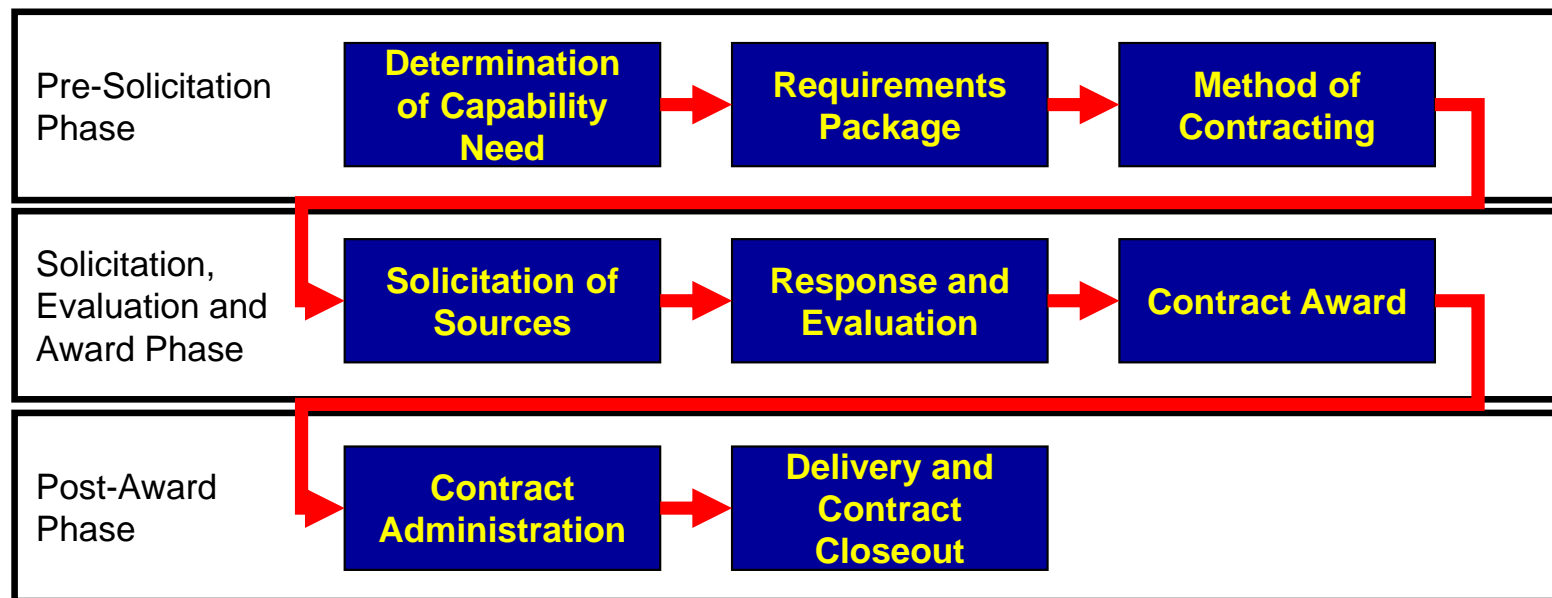 Pre-Solicitation
Phase
Determination
of Capability
Need
Requirements
Package
Method of
Contracting
Solicitation,
Evaluation and
Award Phase
Solicitation of
Sources
Response and
Evaluation
Contract Award
Post-Award
Phase
Contract
Administration
Delivery and
Contract
Closeout